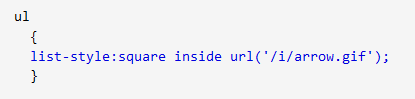 ul
{
list-style:square inside url('/i/arrow.gif');
}